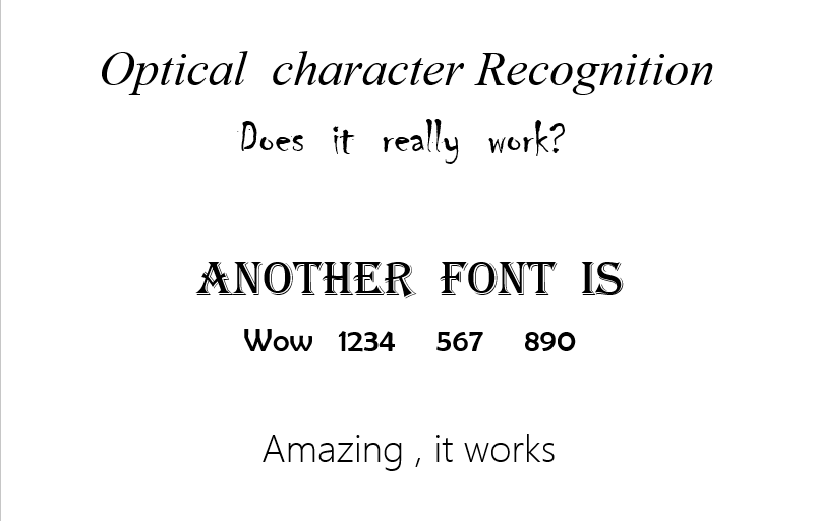 Optical character Recognition
Does it really work?
ANOTHER FONT IS
Wow 1234 567 890
Amazing , it works